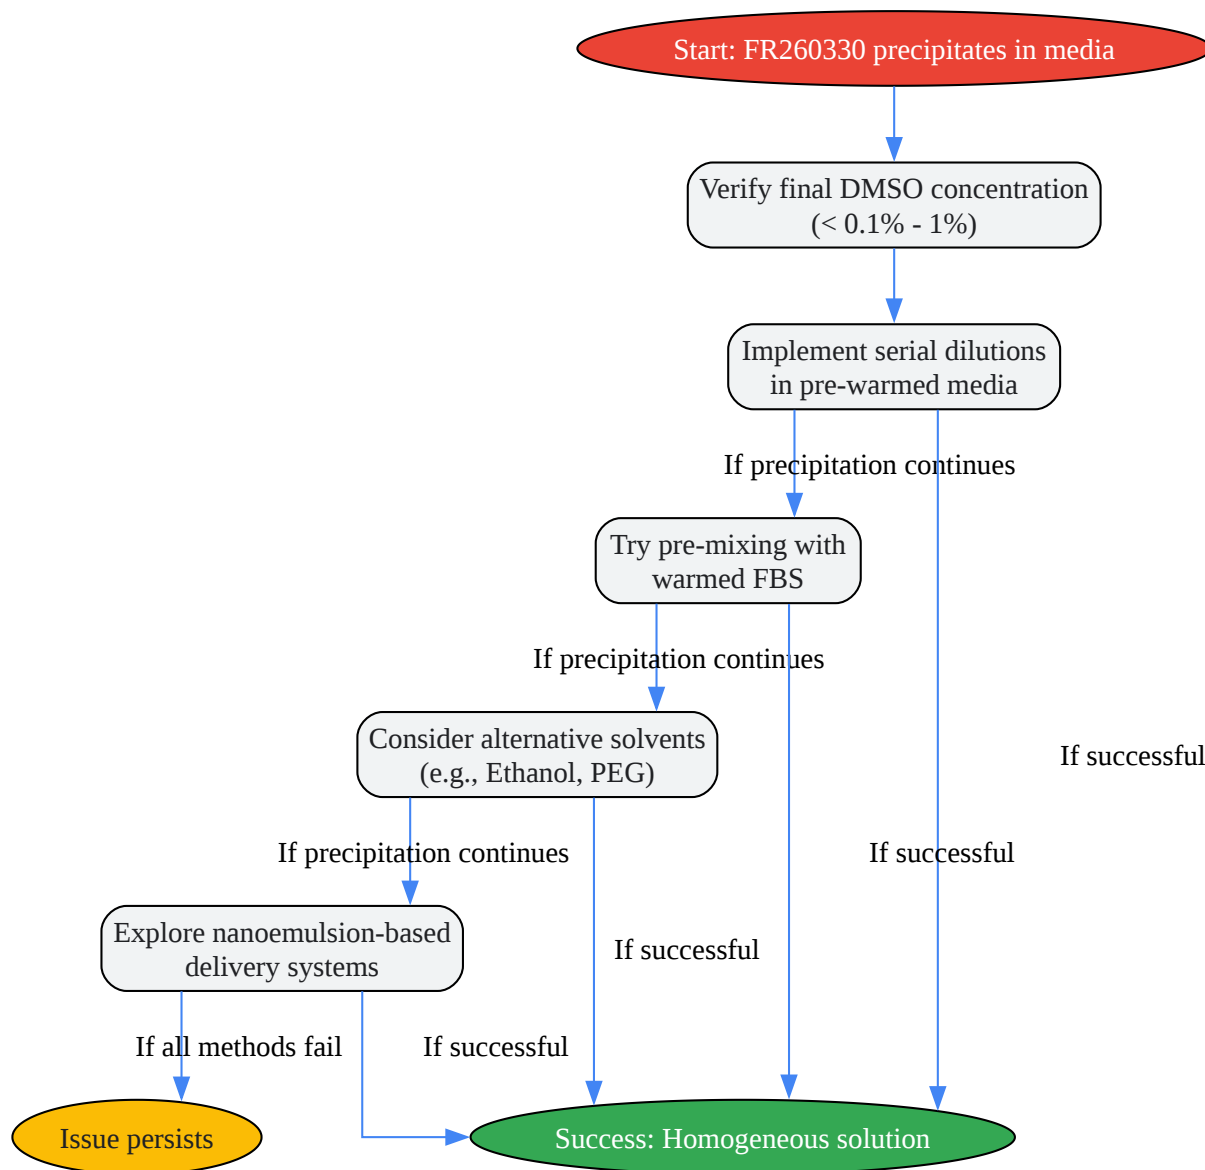 Start: FR260330 precipitates in media
Verify final DMSO concentration
(< 0.1% - 1%)
Implement serial dilutions
in pre-warmed media
If precipitation continues
Try pre-mixing with
warmed FBS
If precipitation continues
Consider alternative solvents
(e.g., Ethanol, PEG)
If successful
If precipitation continues
If successful
Explore nanoemulsion-based
delivery systems
If successful
If all methods fail
If successful
Issue persists
Success: Homogeneous solution